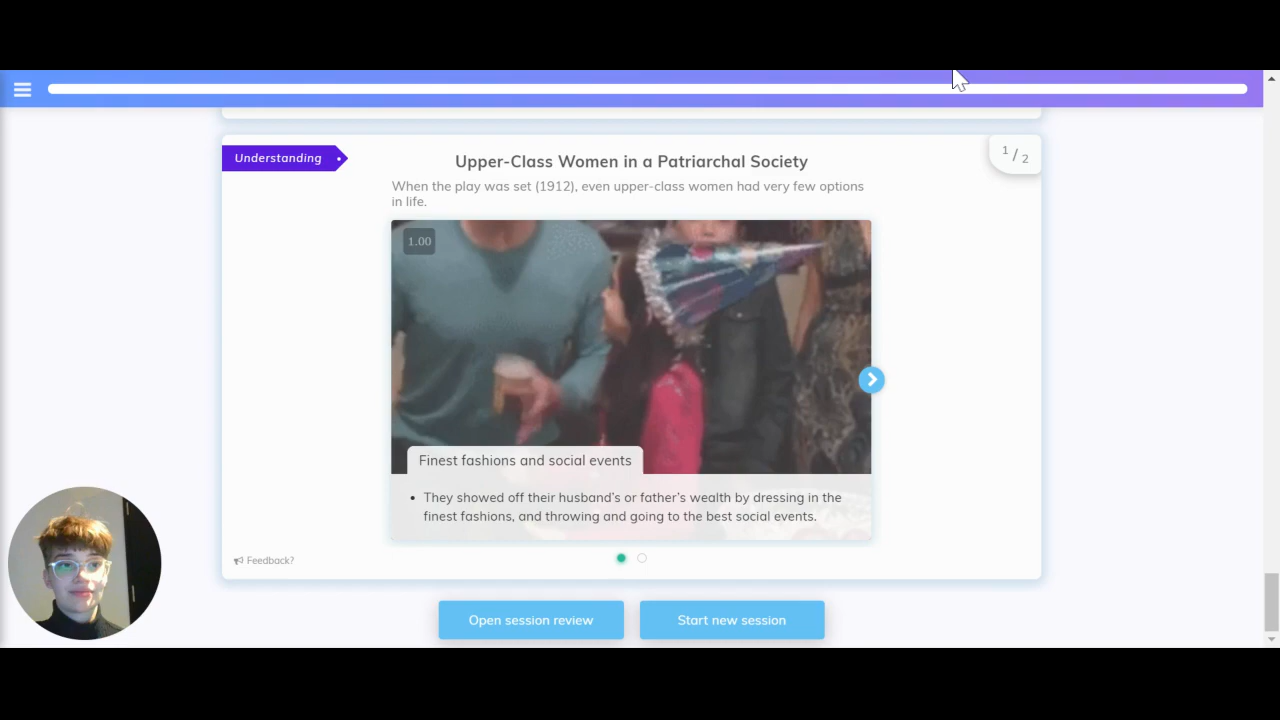 Understanding
Upper-Class Women in a Patriarchal Society
1 / 2
When the play was set (1912), even upper-class women had very few options
in life.
1.00
Finest fashions and social events
• They showed off their husband's or father's wealth by dressing in the
finest fashions, and throwing and going to the best social events.
Feedback?
Open session review
Start new session